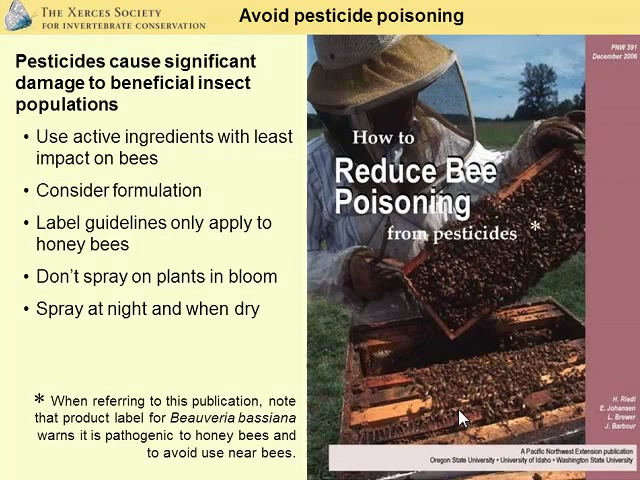 THE XERCES SOCIETY
FOR INVERTEBRATE CONSERVATION
Avoid pesticide poisoning
Pesticides cause significant
damage to beneficial insect
populations
• Use active ingredients with least
impact on bees
• Consider formulation
• Label guidelines only apply to
honey bees
• Don't spray on plants in bloom
• Spray at night and when dry
* When referring to this publication, note
that product label for Beauveria bassiana
warns it is pathogenic to honey bees and
to avoid use near bees.
PNW 591
December 2006
How to
Reduce Bee
Poisoning
from pesticides *
H. Riedl
E. Johansen
L. Brewer
J. Barbour
A Pacific Northwest Extension publication
Oregon State University • University of Idaho • Washington State University